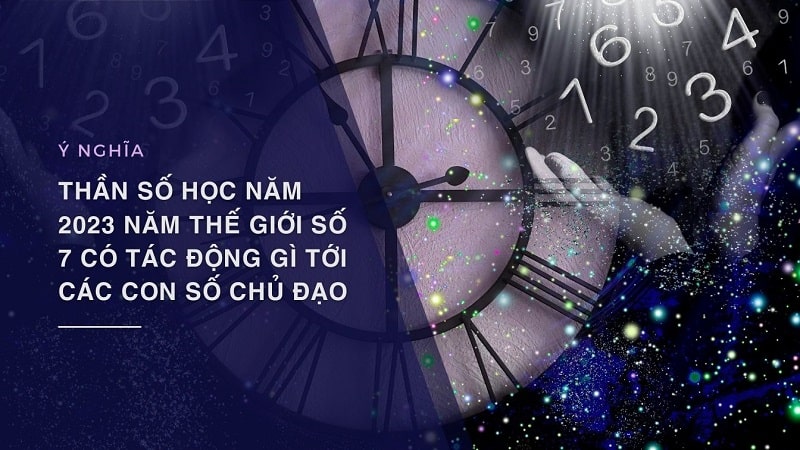 Ý NGHĨA
THẦN SỐ HỌC NĂM
2023 NĂM THẾ GIỚI SỐ
7 CÓ TÁC ĐỘNG GÌ TỚI
CÁC CON SỐ CHỦ ĐẠO